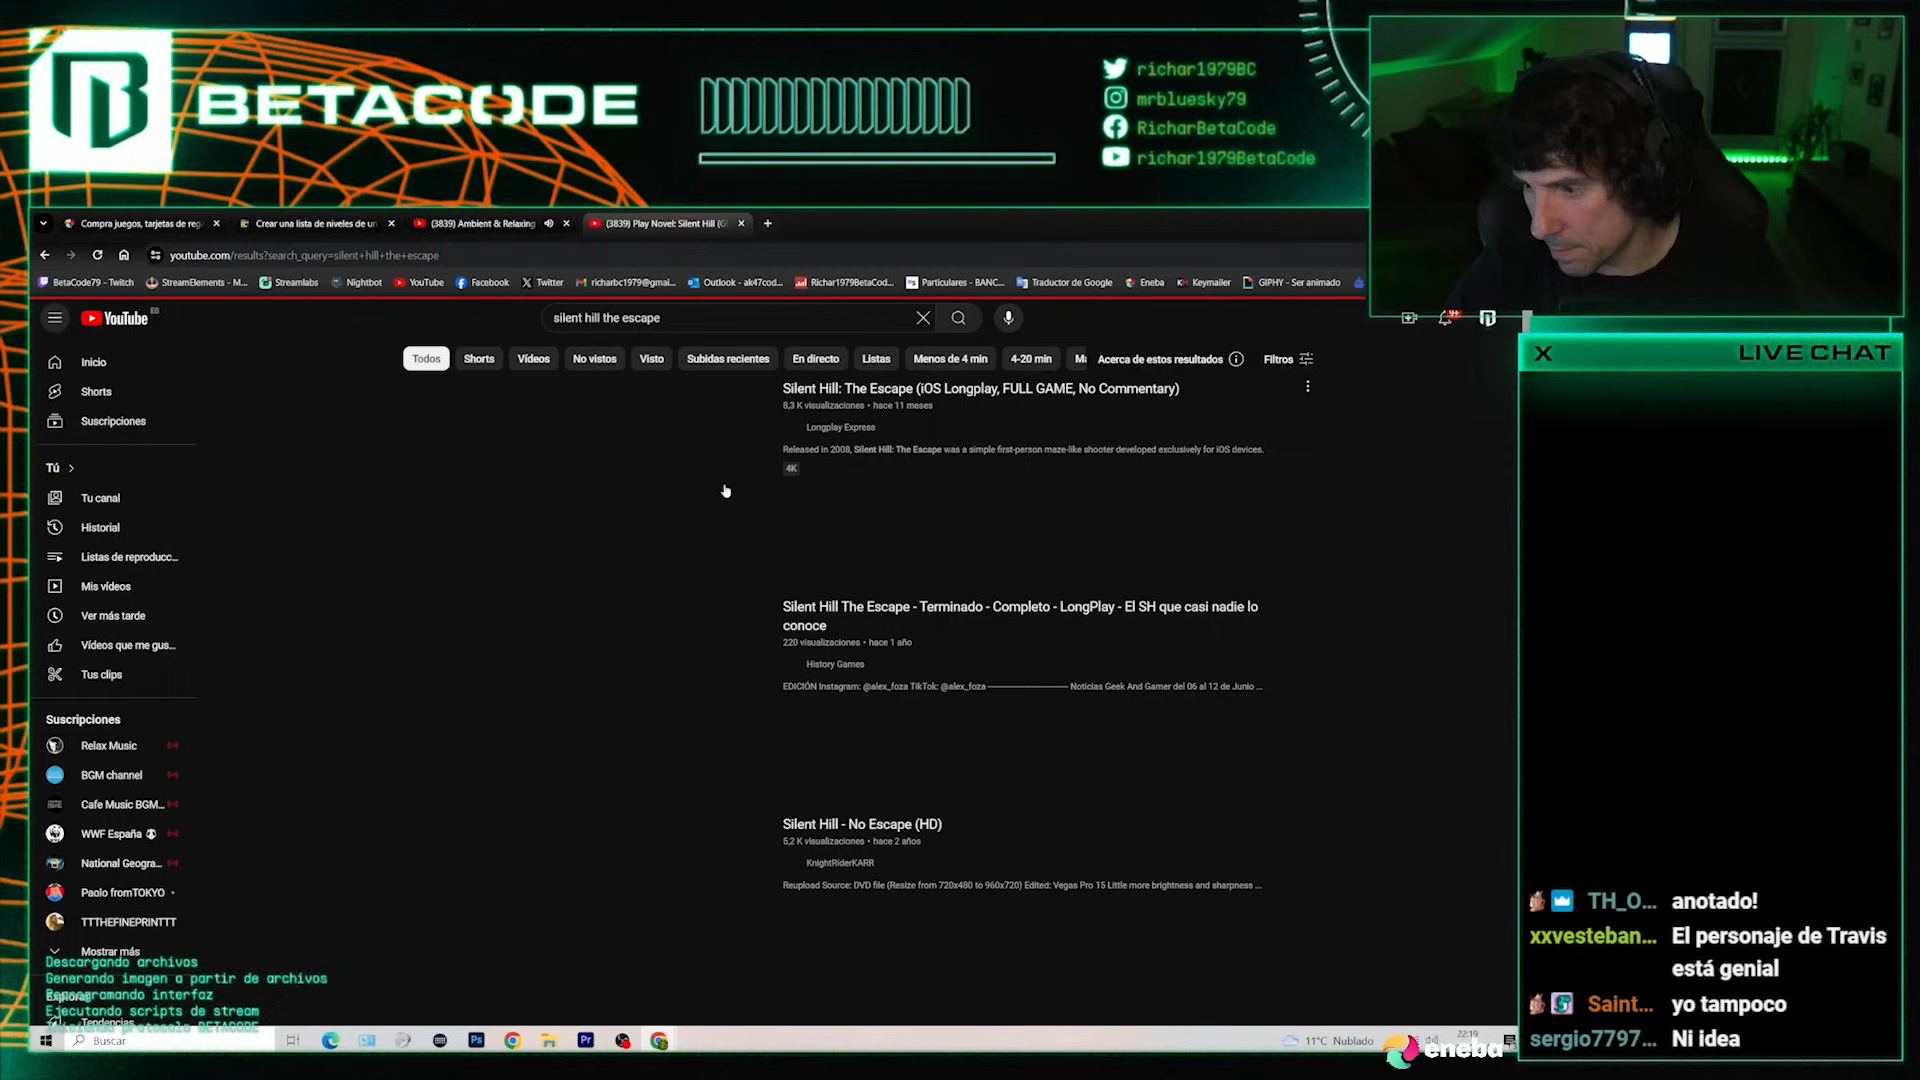 BETACODE
richar1979BC
mrbluesky79
RicharBetaCode
richar1979BetaCode
Compra juegos, tarjetas de reg
Crear una lista de niveles de un
(3839) Ambient & Relaxing
(3839) Play Novel: Silent Hill (G
youtube.com/results?search_query=silent+hill+the+escape
BetaCode79 - Twitch
StreamElements - M...
Streamlabs
Nightbot
YouTube
Facebook
Twitter
richarbc1979@gmai...
Outlook - ak47cod...
Richar1979BetaCod...
Particulares - BANC...
Traductor de Google
Eneba
Keymailer
GIPHY - Ser animado
YouTube ES
silent hill the escape
9+
Todos
Shorts
Vídeos
No vistos
Visto
Subidas recientes
En directo
Listas
Menos de 4 min
4-20 min
Acerca de estos resultados
Filtros
Inicio
Shorts
Suscripciones
Tú
Tu canal
Historial
Listas de reproducc...
Mis vídeos
Ver más tarde
Vídeos que me gus...
Tus clips
Suscripciones
Relax Music
BGM channel
Cafe Music BGM...
WWF España
National Geogra...
Paolo fromTOKYO
TTTHEFINEPRINTTT
Mostrar más
Silent Hill: The Escape (iOS Longplay, FULL GAME, No Commentary)
8,3 K visualizaciones • hace 11 meses
Longplay Express
Released in 2008, Silent Hill: The Escape was a simple first-person maze-like shooter developed exclusively for iOS devices.
4K
Silent Hill The Escape - Terminado - Completo - LongPlay - El SH que casi nadie lo
conoce
220 visualizaciones • hace 1 año
History Games
EDICIÓN Instagram: @alex_foza TikTok: @alex_foza ——————— Noticias Geek And Gamer del 06 al 12 de Junio ...
Silent Hill - No Escape (HD)
5,2 K visualizaciones • hace 2 años
KnightRiderKARR
Reupload Source: DVD file (Resize from 720x480 to 960x720) Edited: Vegas Pro 15 Little more brightness and sharpness ...
Descargando archivos
Generando imagen a partir de archivos
Reprogramando interfaz
Ejecutando scripts de stream
Buscar
Ps
Pr
11°C Nublado
22:19
eneba
X LIVE CHAT
TH_O... anotado!
xxvesteban... El personaje de Travis
está genial
Saint... yo tampoco
sergio7797... Ni idea